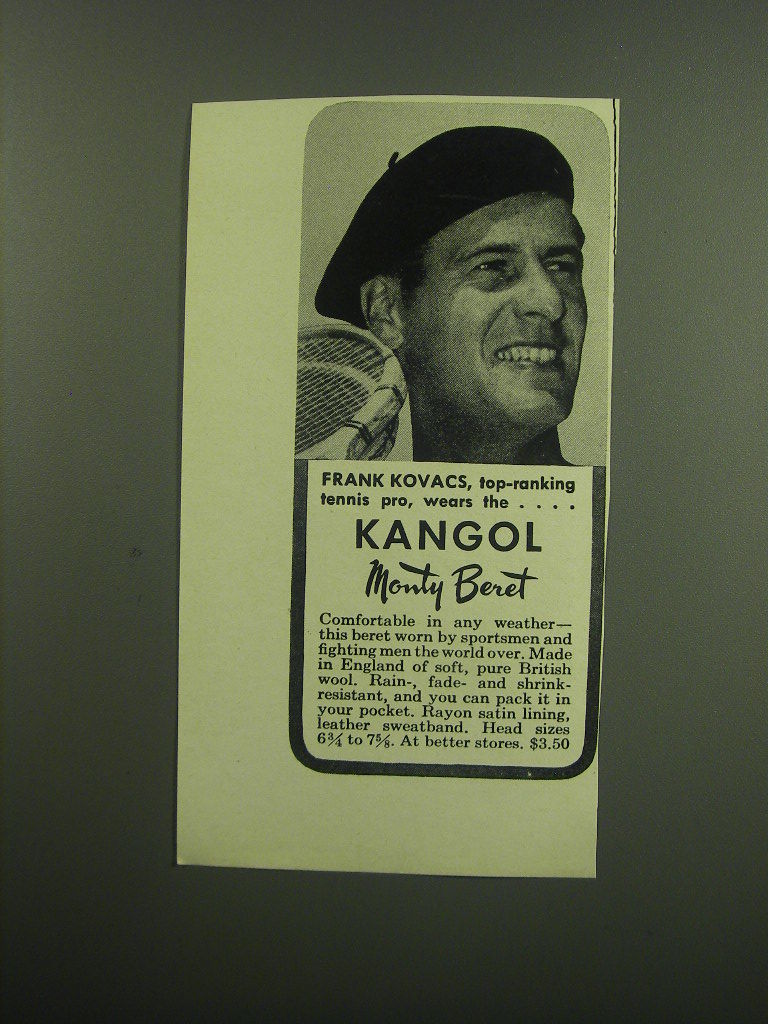 FRANK KOVACS, top-ranking
tennis pro, wears the . . . .
KANGOL
Monty Beret
Comfortable in any weather—
this beret worn by sportsmen and
fighting men the world over. Made
in England of soft, pure British
wool. Rain-, fade- and shrink-
resistant, and you can pack it in
your pocket. Rayon satin lining,
leather sweatband. Head sizes
6¾ to 7⅝. At better stores. $3.50